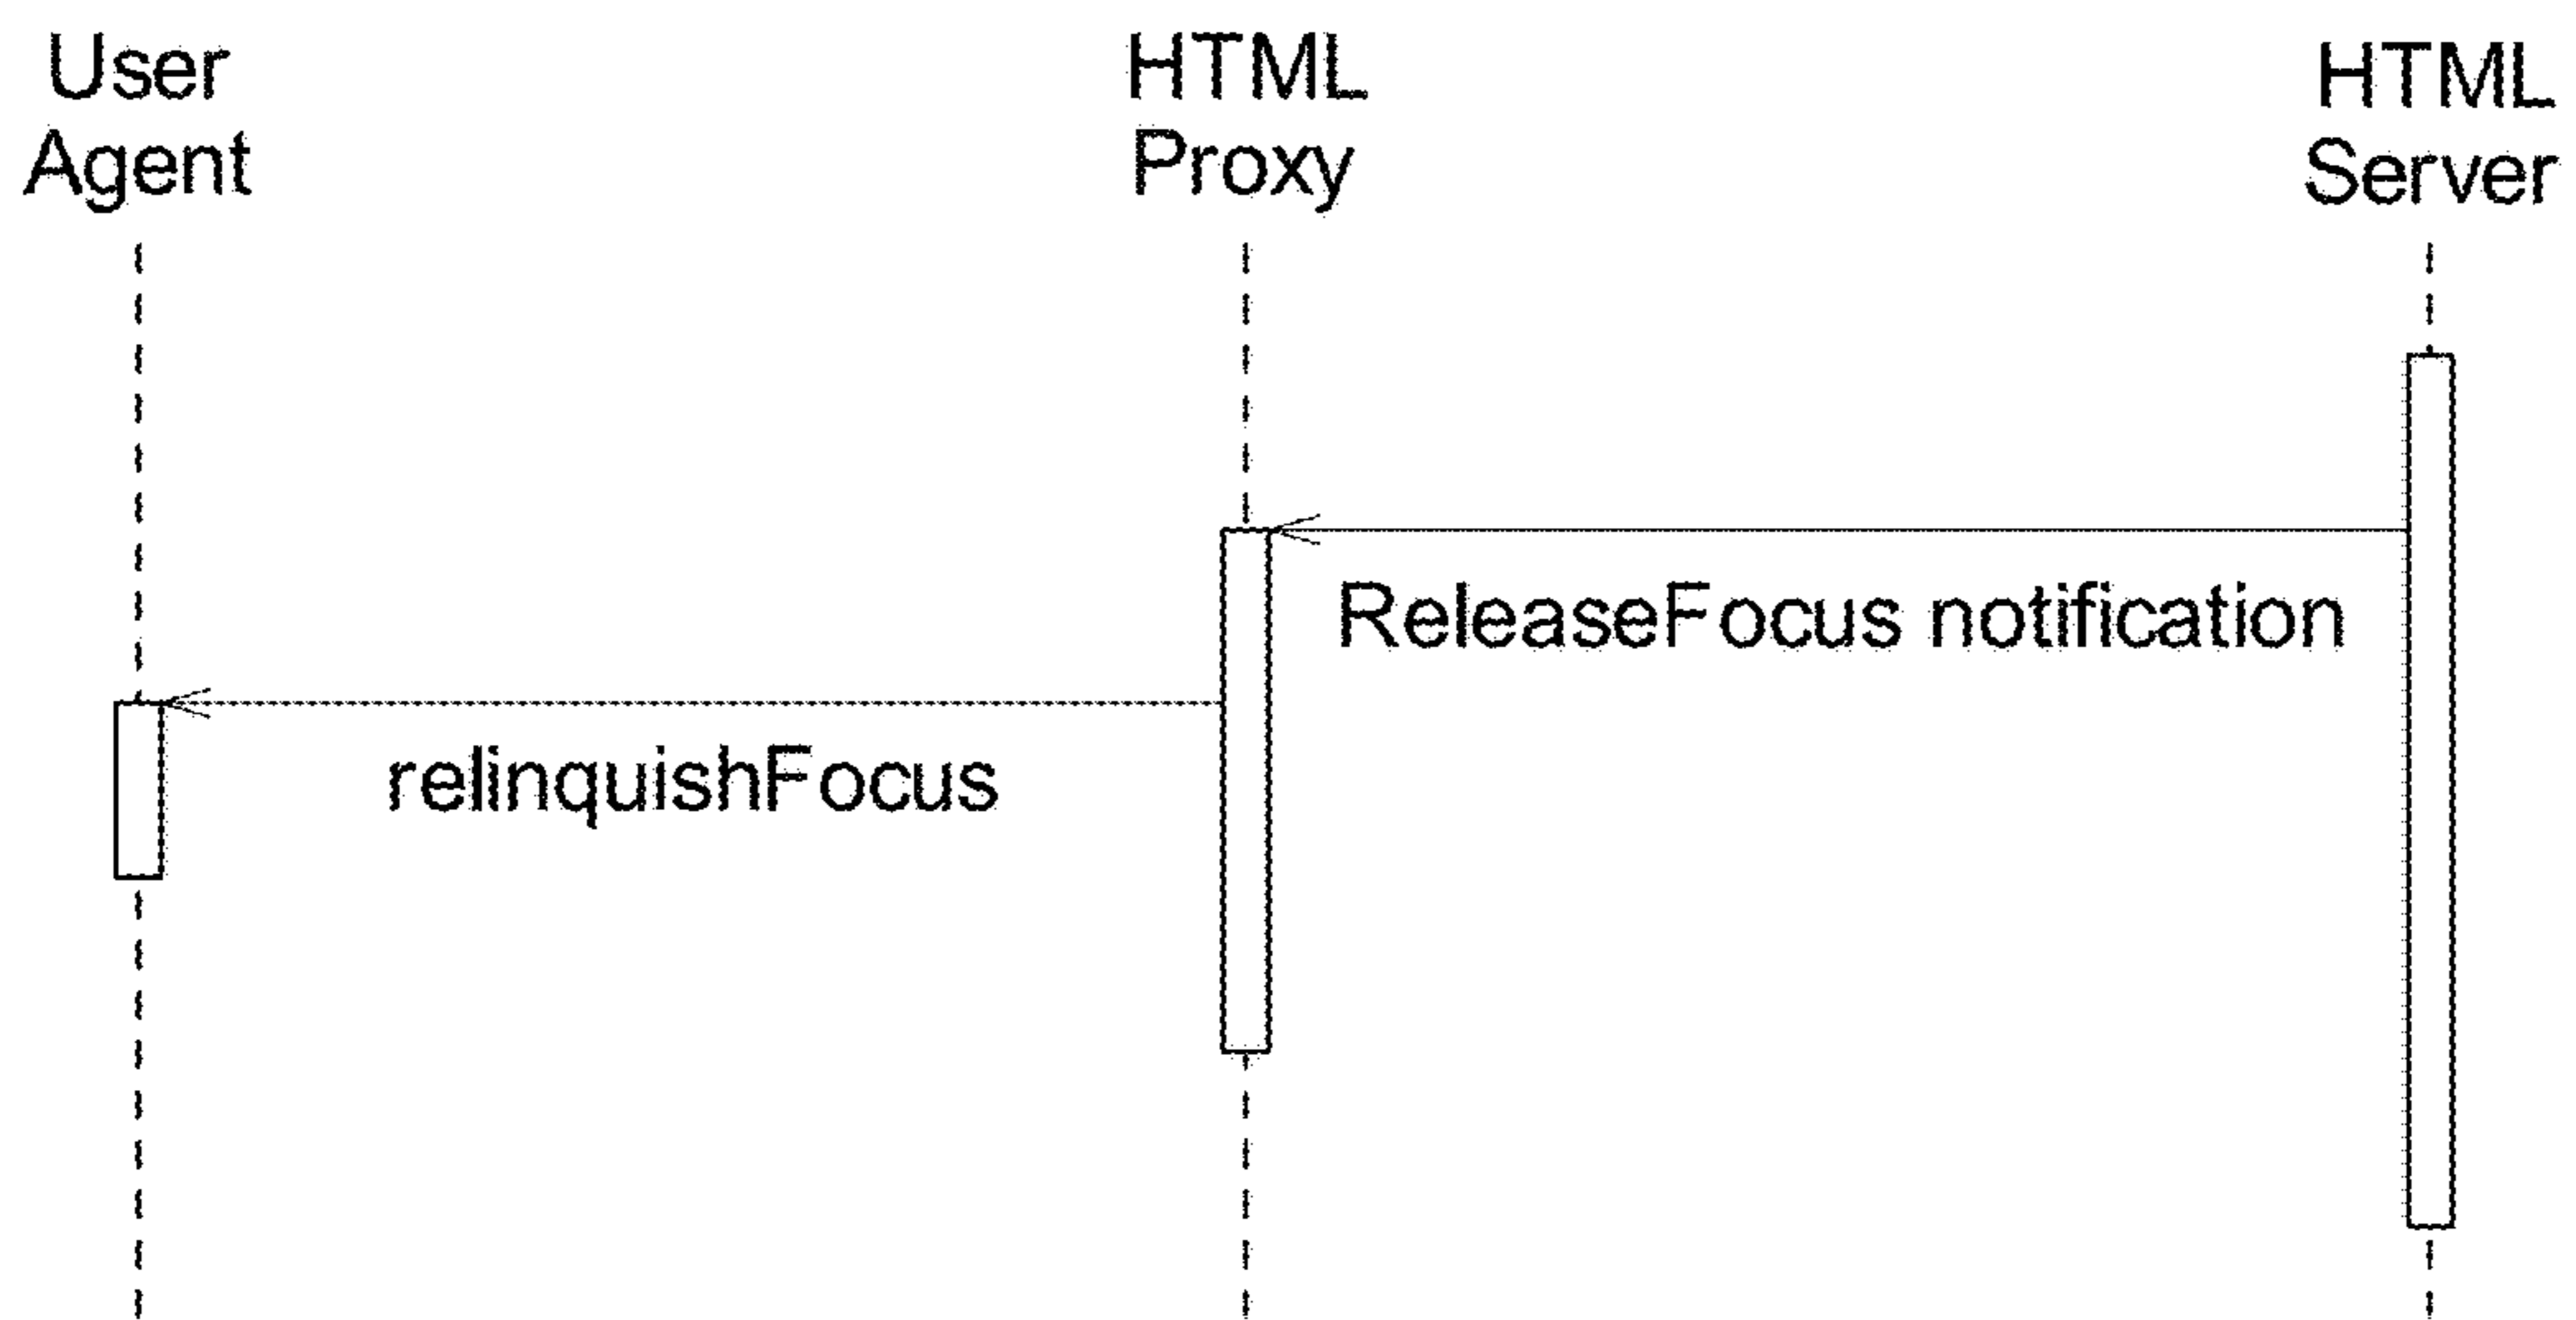 User
Agent
HTML
Proxy
HTML
Server
ReleaseFocus notification
relinquishFocus